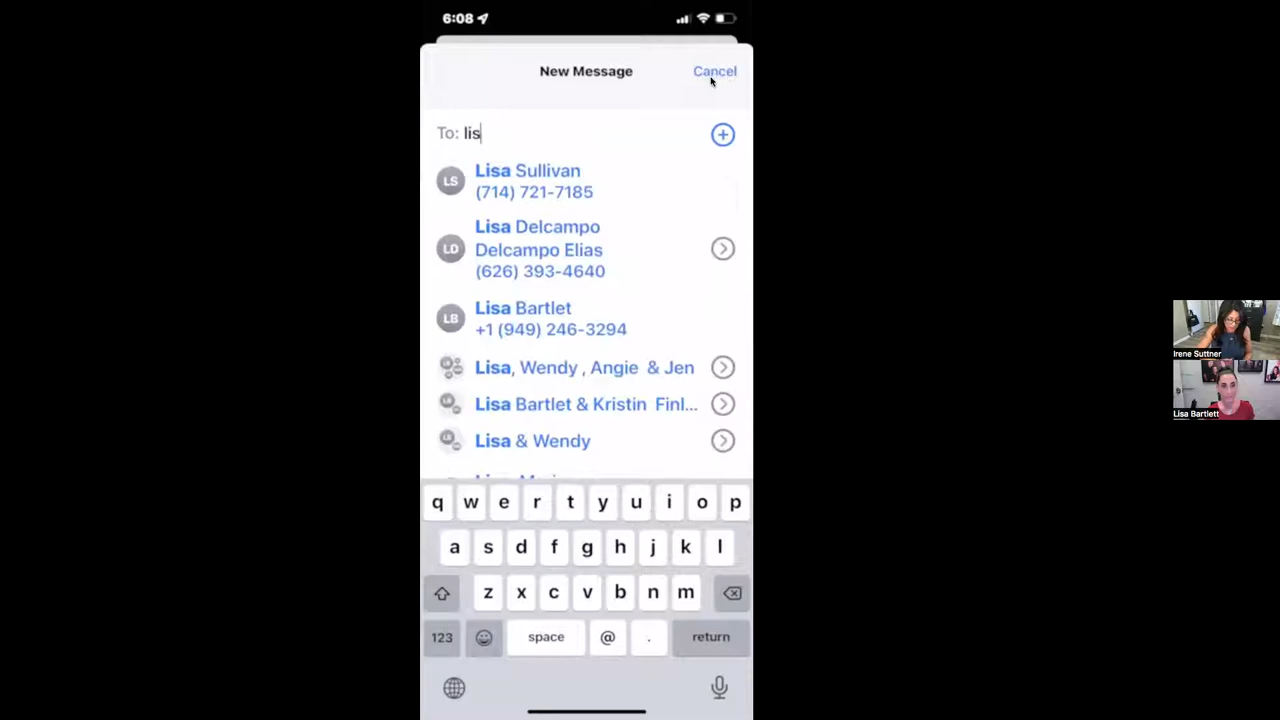 6:08
New Message
Cancel
To: lis
LS
Lisa Sullivan
(714) 721-7185
LD
Lisa Delcampo
Delcampo Elias
(626) 393-4640
LB
Lisa Bartlet
+1 (949) 246-3294
Lisa, Wendy , Angie & Jen
Lisa Bartlet & Kristin Finl...
Lisa & Wendy
q w e r t y u i o p
a s d f g h j k l
z x c v b n m
123 space @ . return
Irene Suttner
Lisa Bartlett